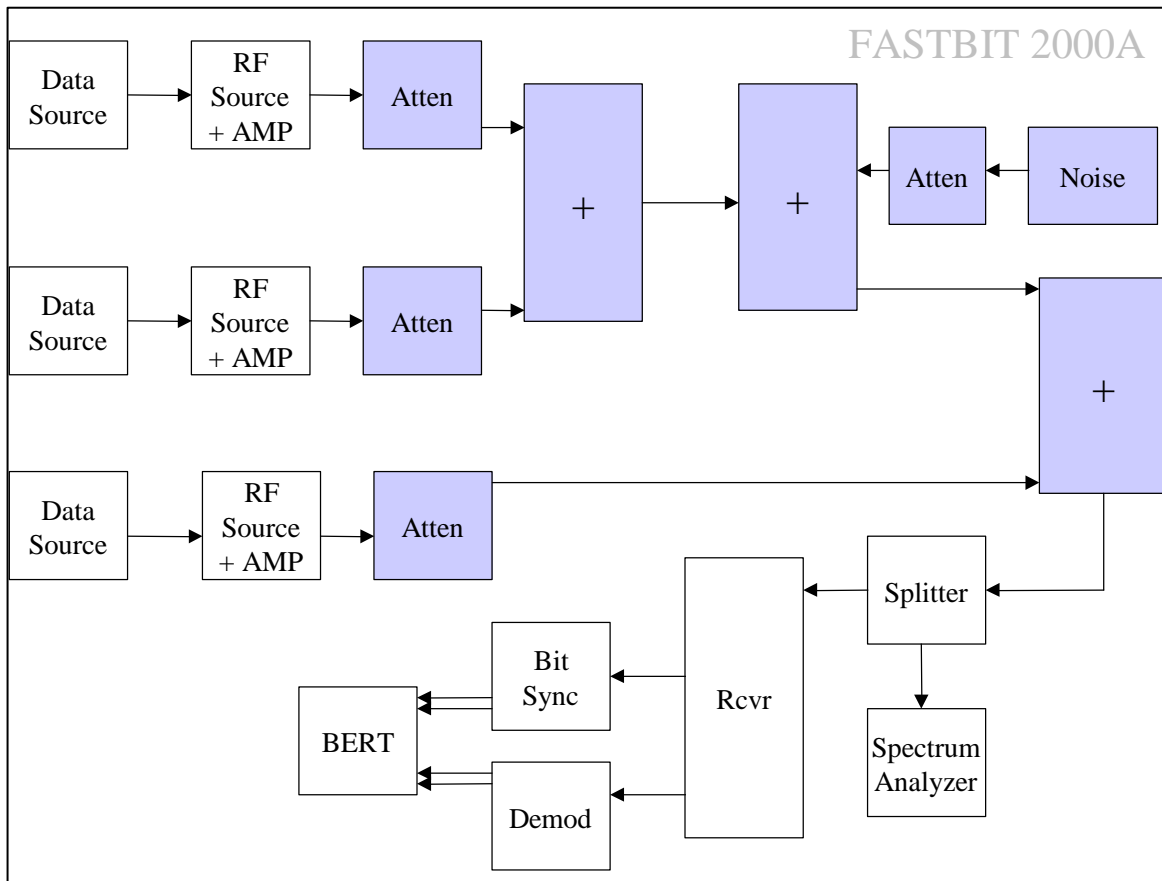 FASTBIT 2000A
Data
Source
RF
Source
+ AMP
Atten
+
+
Atten
Noise
Data
Source
RF
Source
+ AMP
Atten
+
Data
Source
RF
Source
+ AMP
Atten
Splitter
Bit
Sync
Rcvr
BERT
Spectrum
Analyzer
Demod